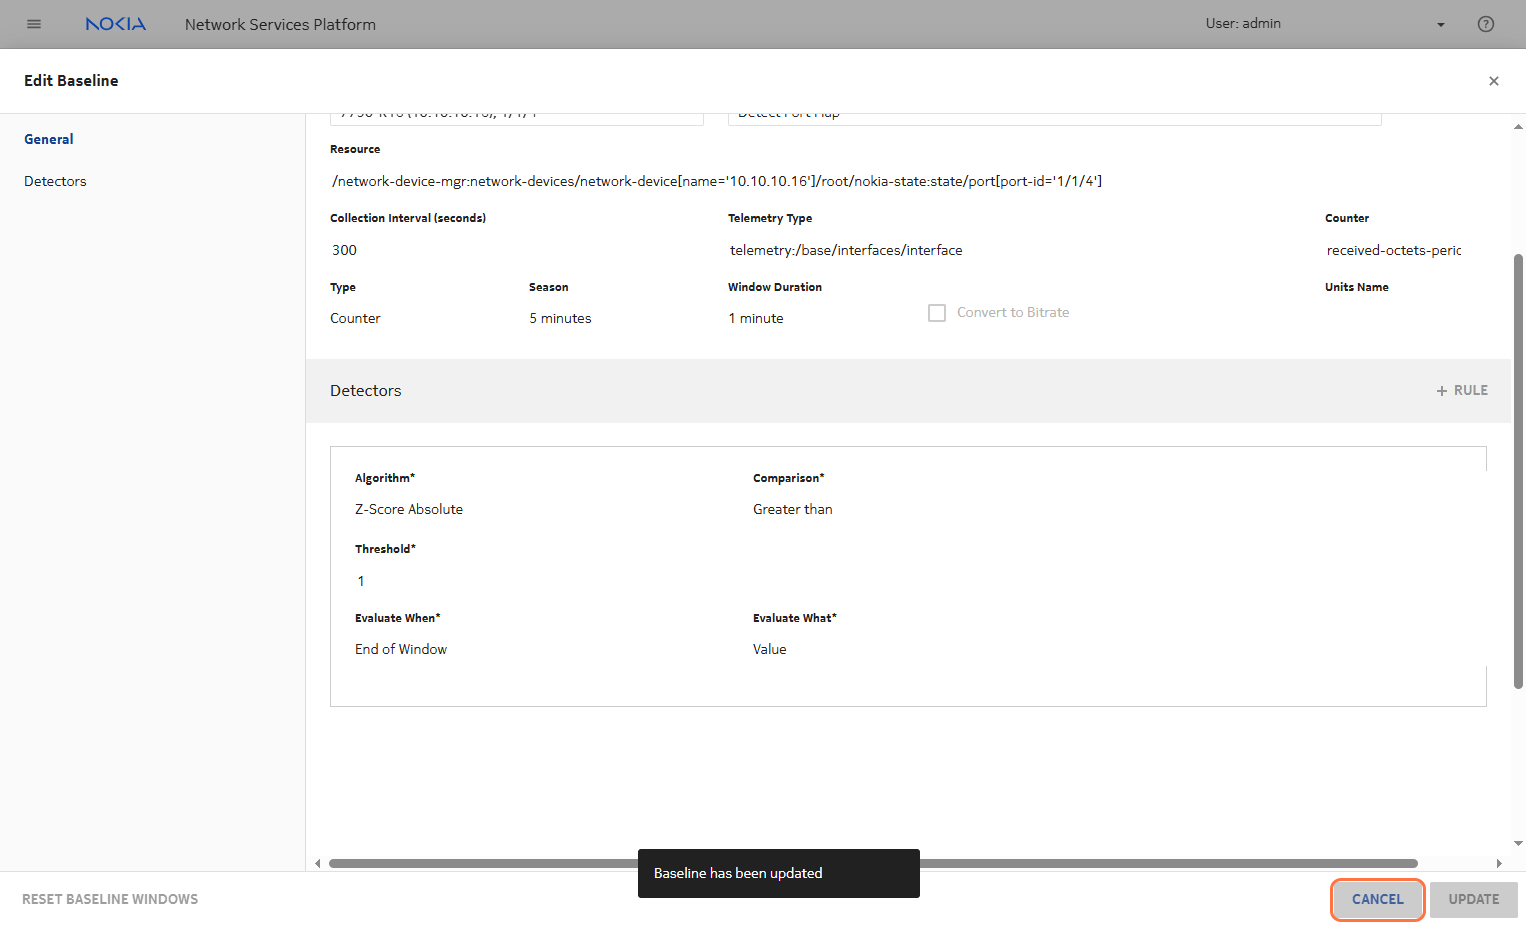 NOKIA Network Services Platform User: admin
Edit Baseline
General
Detectors
Resource
/network-device-mgr:network-devices/network-device[name='10.10.10.16']/root/nokia-state:state/port[port-id='1/1/4']
Collection Interval (seconds) Telemetry Type Counter
300 telemetry:/base/interfaces/interface received-octets-peric
Type Season Window Duration Units Name
Counter 5 minutes 1 minute Convert to Bitrate
Detectors + RULE
Algorithm* Comparison*
Z-Score Absolute Greater than
Threshold*
1
Evaluate When* Evaluate What*
End of Window Value
Baseline has been updated
RESET BASELINE WINDOWS CANCEL UPDATE